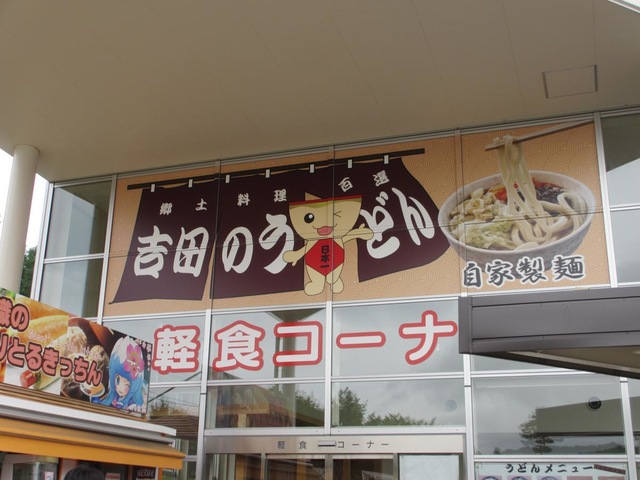 郷土料理百選
吉田のうどん
日本一
自家製麺
軽食コーナー
りとるきっちん
軽食コーナー
うどんメニュー